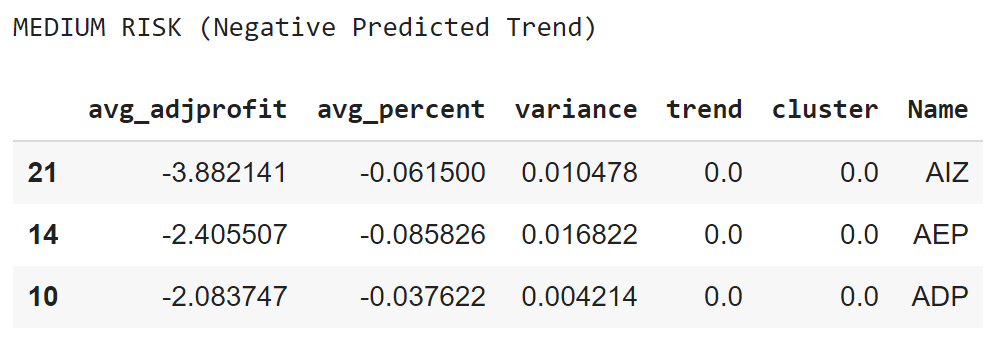 MEDIUM RISK (Negative Predicted Trend)
avg_adjprofit avg_percent variance trend cluster Name
21 -3.882141 -0.061500 0.010478 0.0 0.0 AIZ
14 -2.405507 -0.085826 0.016822 0.0 0.0 AEP
10 -2.083747 -0.037622 0.004214 0.0 0.0 ADP